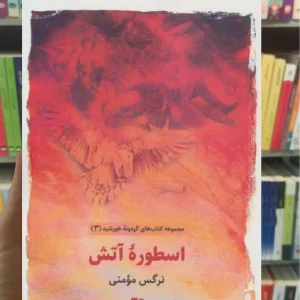 مجموعه کتاب‌های گردونهٔ خورشید (۳)
اسطورهٔ آتش
نرگس مؤمنی